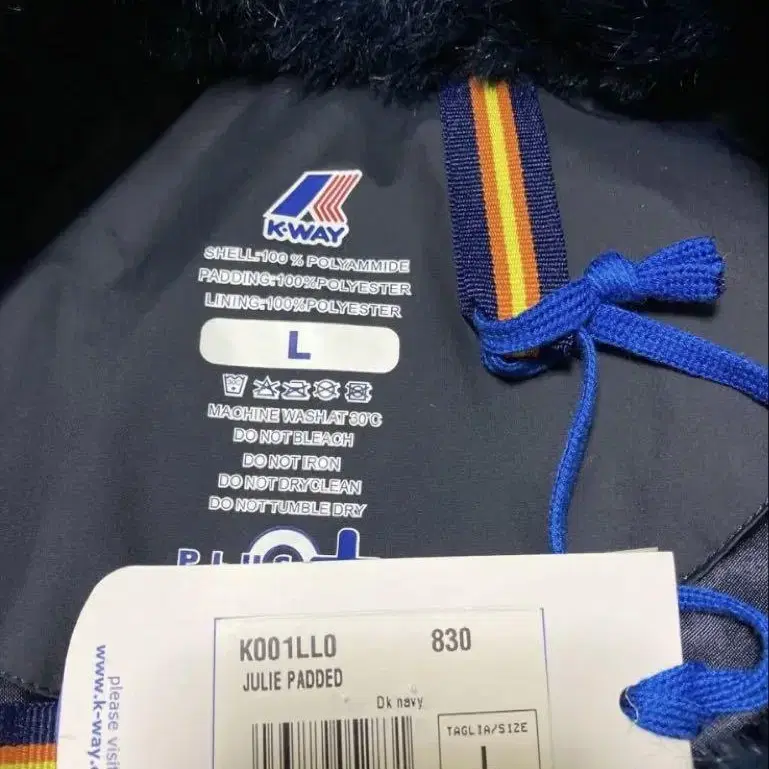 K-WAY
SHELL:100 % POLYAMMIDE
PADDING:100%POLYESTER
LINING:100%POLYESTER
L
30
MACHINE WASH AT 30°C
DO NOT BLEACH
DO NOT IRON
DO NOT DRYCLEAN
DO NOT TUMBLE DRY
K001LL0 830
JULIE PADDED
Dk navy
TAGLIA/SIZE
L
please visit
www.k-way.